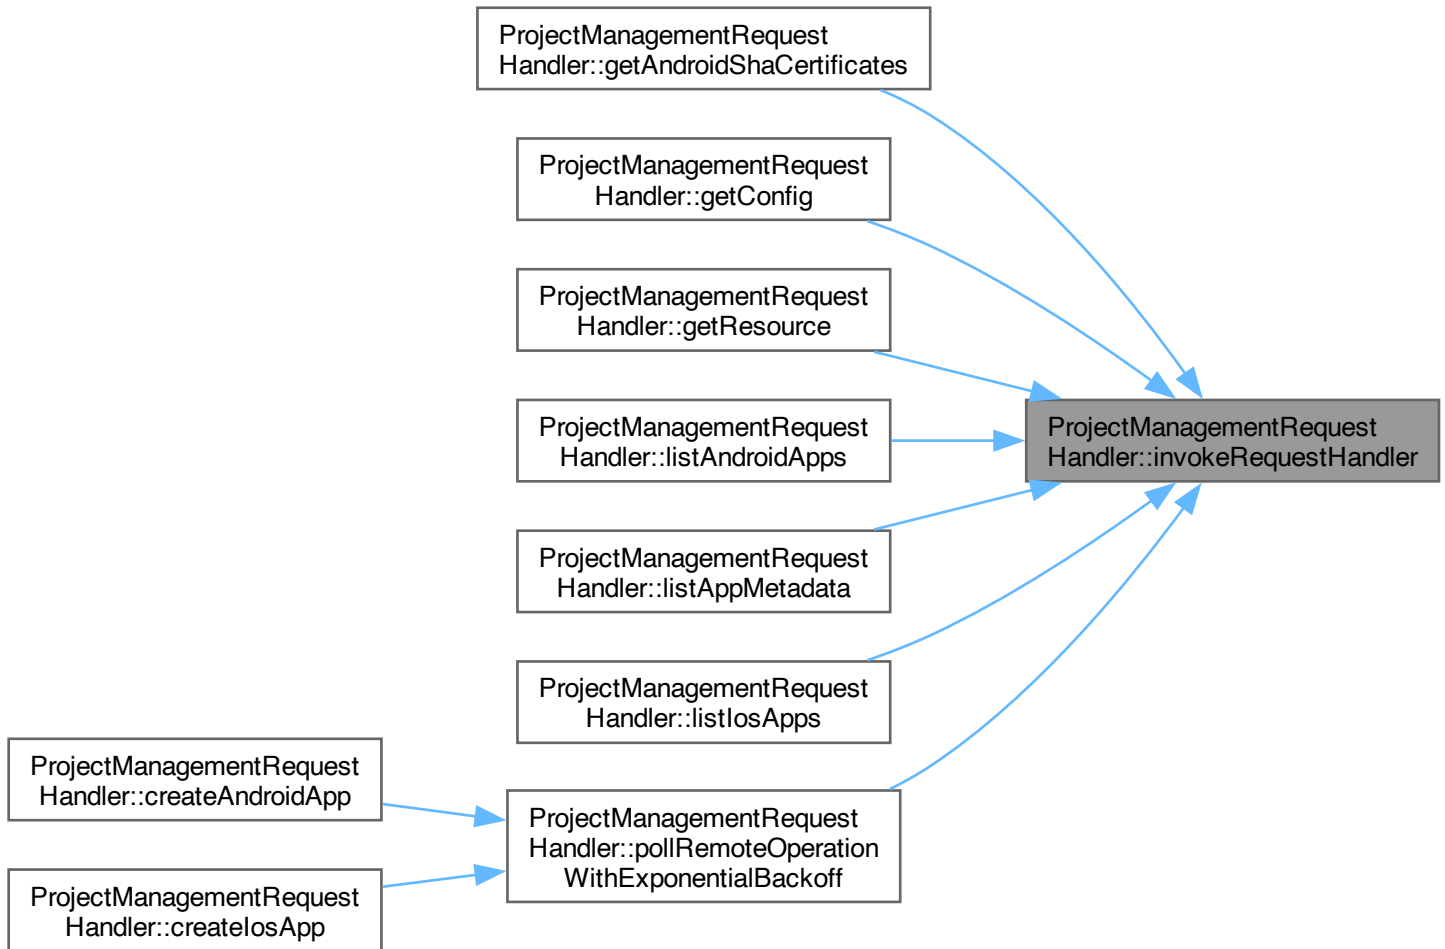 ProjectManagementRequest
Handler::getAndroidShaCertificates
ProjectManagementRequest
Handler::getConfig
ProjectManagementRequest
Handler::getResource
ProjectManagementRequest
Handler::listAndroidApps
ProjectManagementRequest
Handler::invokeRequestHandler
ProjectManagementRequest
Handler::listAppMetadata
ProjectManagementRequest
Handler::listIosApps
ProjectManagementRequest
Handler::createAndroidApp
ProjectManagementRequest
Handler::pollRemoteOperation
WithExponentialBackoff
ProjectManagementRequest
Handler::createIosApp